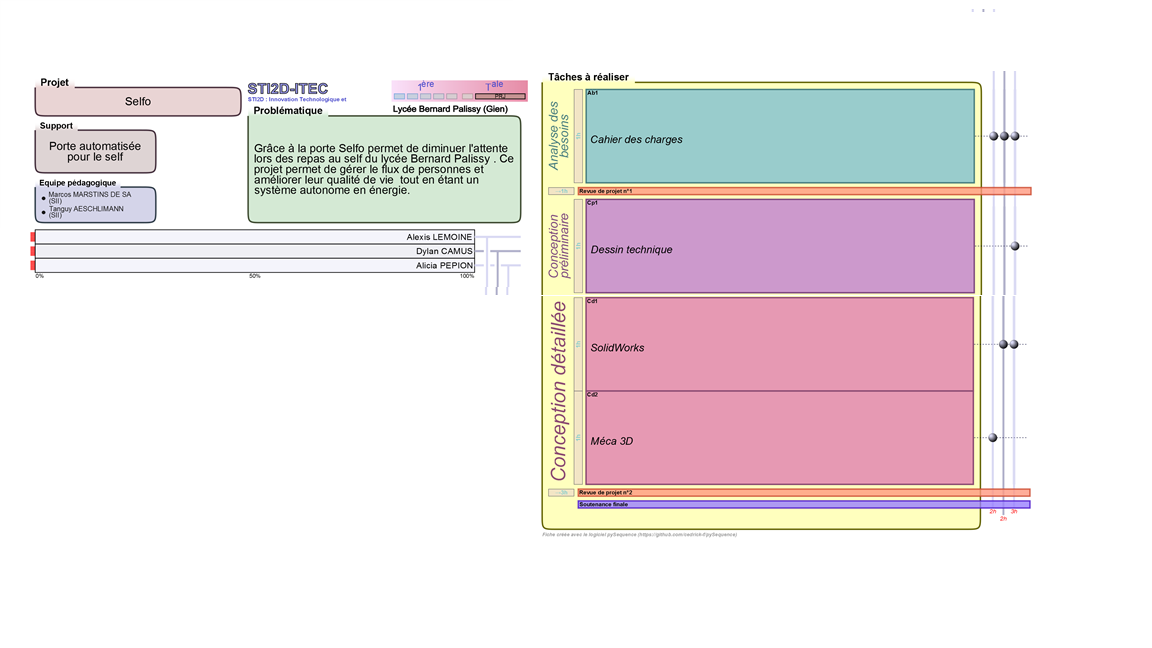 Projet
Selfo
STI2D-ITEC
STI2D : Innovation Technologique et
1ère
Tale
PRJ
Lycée Bernard Palissy (Gien)
Support
Porte automatisée
pour le self
Problématique
Grâce à la porte Selfo permet de diminuer l'attente
lors des repas au self du lycée Bernard Palissy . Ce
projet permet de gérer le flux de personnes et
améliorer leur qualité de vie tout en étant un
système autonome en énergie.
Equipe pédagogique
Marcos MARSTINS DE SA
(SII)
Tanguy AESCHLIMANN
(SII)
Alexis LEMOINE
Dylan CAMUS
Alicia PEPION
0%
50%
100%
Tâches à réaliser
Analyse des
besoins
1h
Ab1
Cahier des charges
Revue de projet n°1
Conception
préliminaire
1h
Cp1
Dessin technique
Conception détaillée
Cd1
SolidWorks
1h
Cd2
Méca 3D
1h
Revue de projet n°2
Soutenance finale
2h
2h
3h
Fiche créée avec le logiciel pySequence